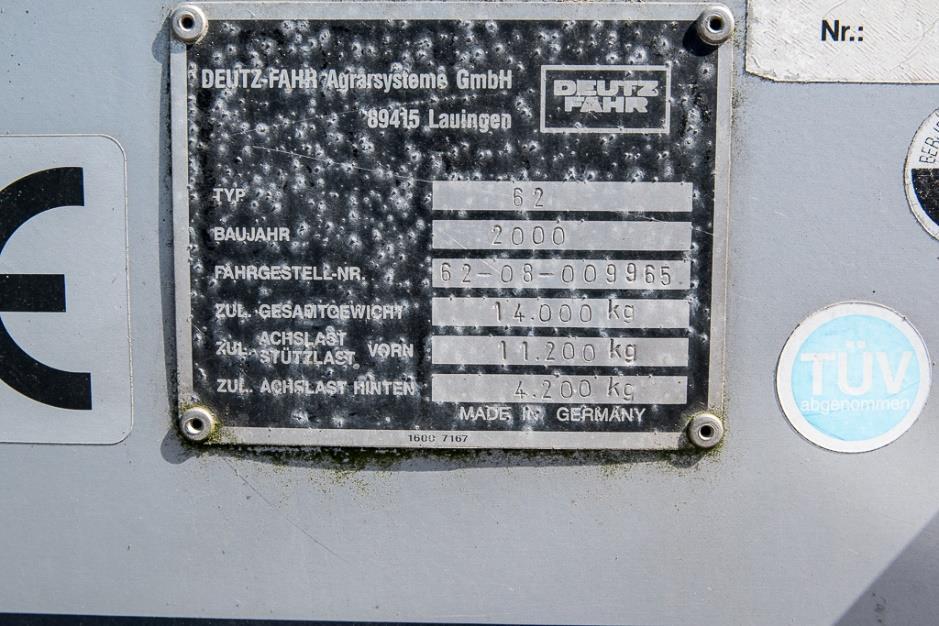 DEUTZ-FAHR Agrarsysteme GmbH
89415 Lauingen
DEUTZ
FAHR
TYP 62
BAUJAHR 2000
FAHRGESTELL-NR. 62-08-009965
ZUL. GESAMTGEWICHT 14.000 kg
ZUL. ACHSLAST STÜTZLAST VORN 11.200 kg
ZUL. ACHSLAST HINTEN 4.200 kg
MADE IN GERMANY
1600 7167
Nr.:
TÜV
abgenommen
CE